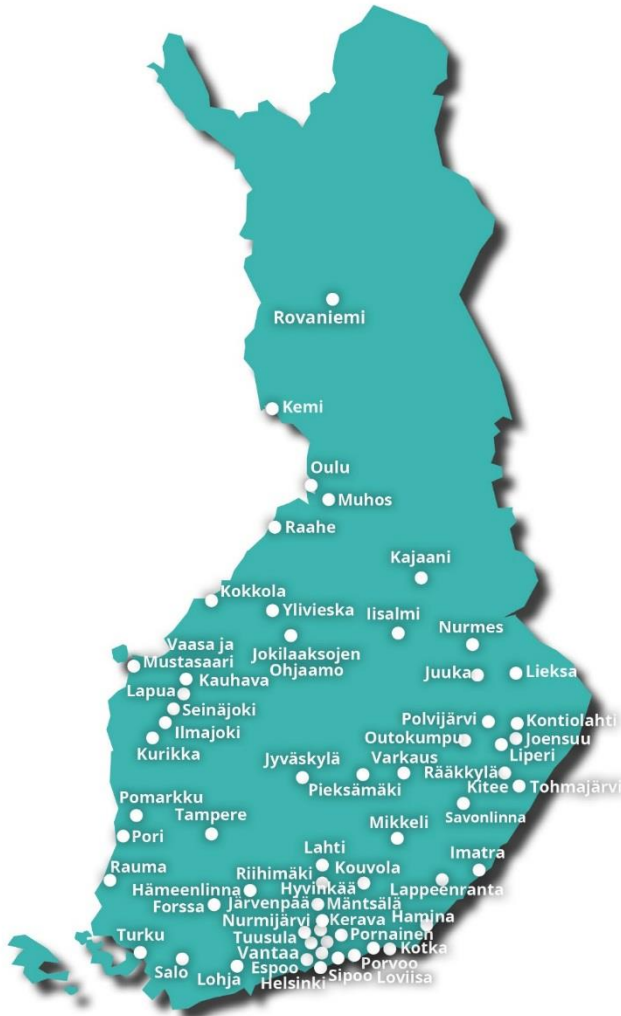 Rovaniemi
Kemi
Oulu
Muhos
Raahe
Kajaani
Kokkola
Ylivieska
Iisalmi
Nurmes
Vaasa ja
Mustasaari
Jokilaaksojen
Ohjaamo
Kauhava
Juuka
Lieksa
Lapua
Seinäjoki
Ilmajoki
Kurikka
Polvijärvi
Kontiolahti
Outokumpu
Joensuu
Liperi
Jyväskylä
Varkaus
Rääkkylä
Pieksämäki
Kitee
Tohmajärvi
Pomarkku
Tampere
Savonlinna
Pori
Mikkeli
Lahti
Imatra
Rauma
Riihimäki
Kouvola
Hämeenlinna
Hyvinkää
Lappeenranta
Forssa
Järvenpää
Mäntsälä
Nurmijärvi
Kerava
Hamina
Turku
Tuusula
Pornainen
Vantaa
Kotka
Salo
Lohja
Espoo
Porvoo
Helsinki
Sipoo
Loviisa